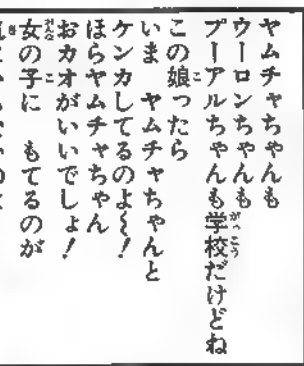 ヤムチャちゃんも
ウーロンちゃんも
プーアルちゃんも学校だけどね
この娘ったら
いま　ヤムチャちゃんと
ケンカしてるのよ〜！
ほらヤムチャちゃん
おカオがいいでしょ！
女の子に　もてるのが